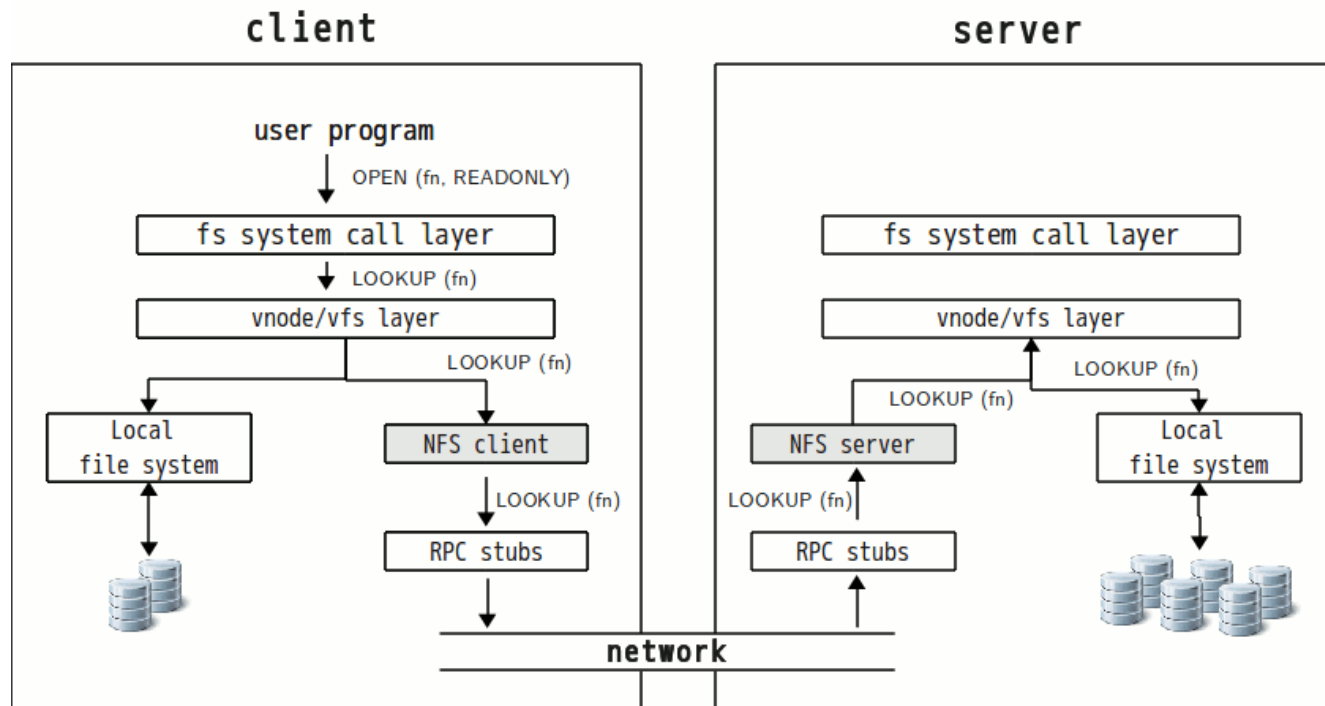 client
server
user program
OPEN (fn, READONLY)
fs system call layer
fs system call layer
LOOKUP (fn)
vnode/vfs layer
vnode/vfs layer
LOOKUP (fn)
LOOKUP (fn)
LOOKUP (fn)
Local
file system
NFS client
NFS server
Local
file system
LOOKUP (fn)
LOOKUP (fn)
RPC stubs
RPC stubs
network